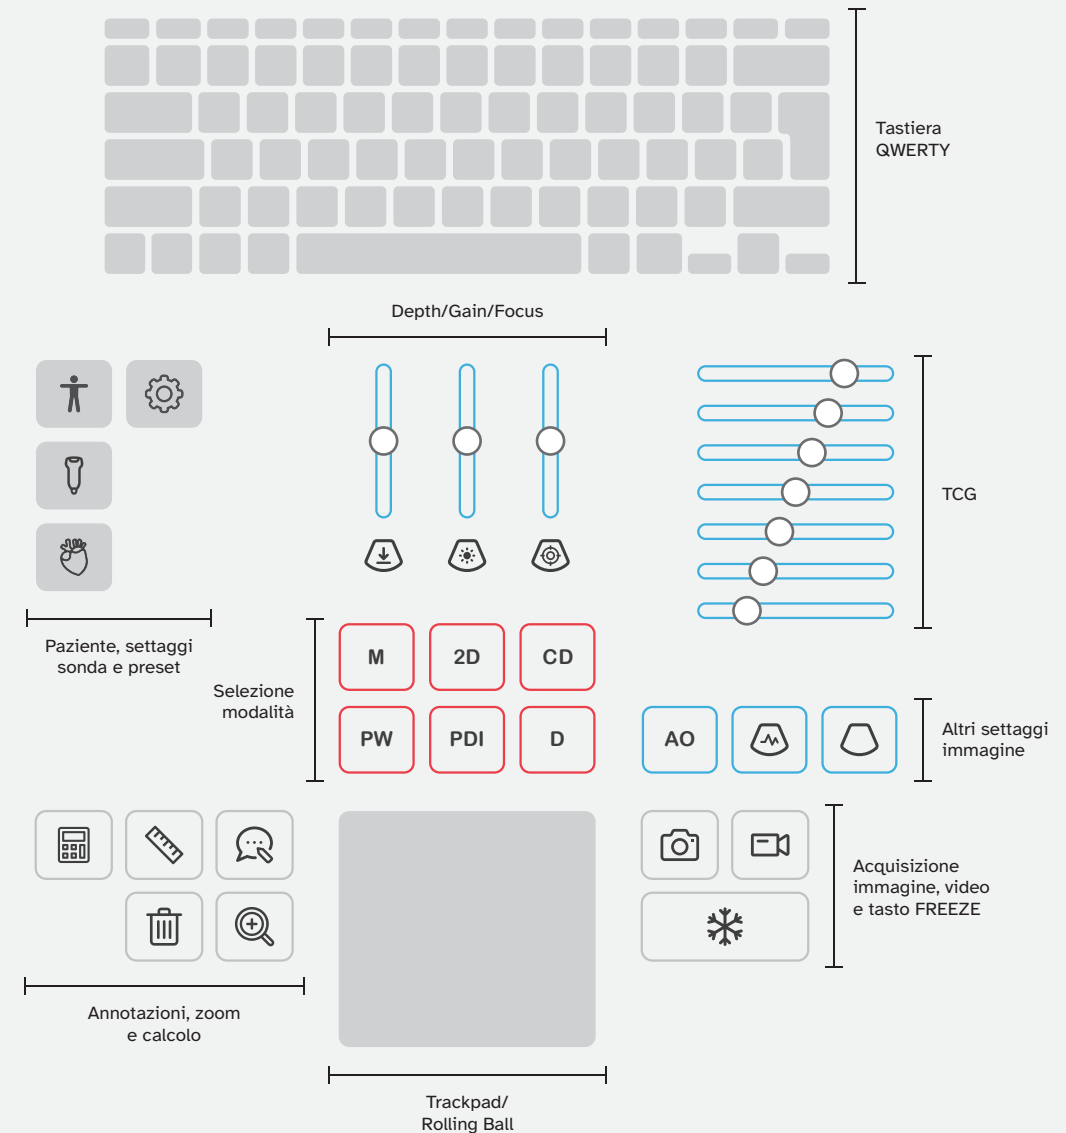 Tastiera
QWERTY
Depth/Gain/Focus
TCG
Paziente, settaggi
sonda e preset
Selezione
modalità
M
2D
CD
PW
PDI
D
AO
Altri settaggi
immagine
Acquisizione
immagine, video
e tasto FREEZE
Annotazioni, zoom
e calcolo
Trackpad/
Rolling Ball